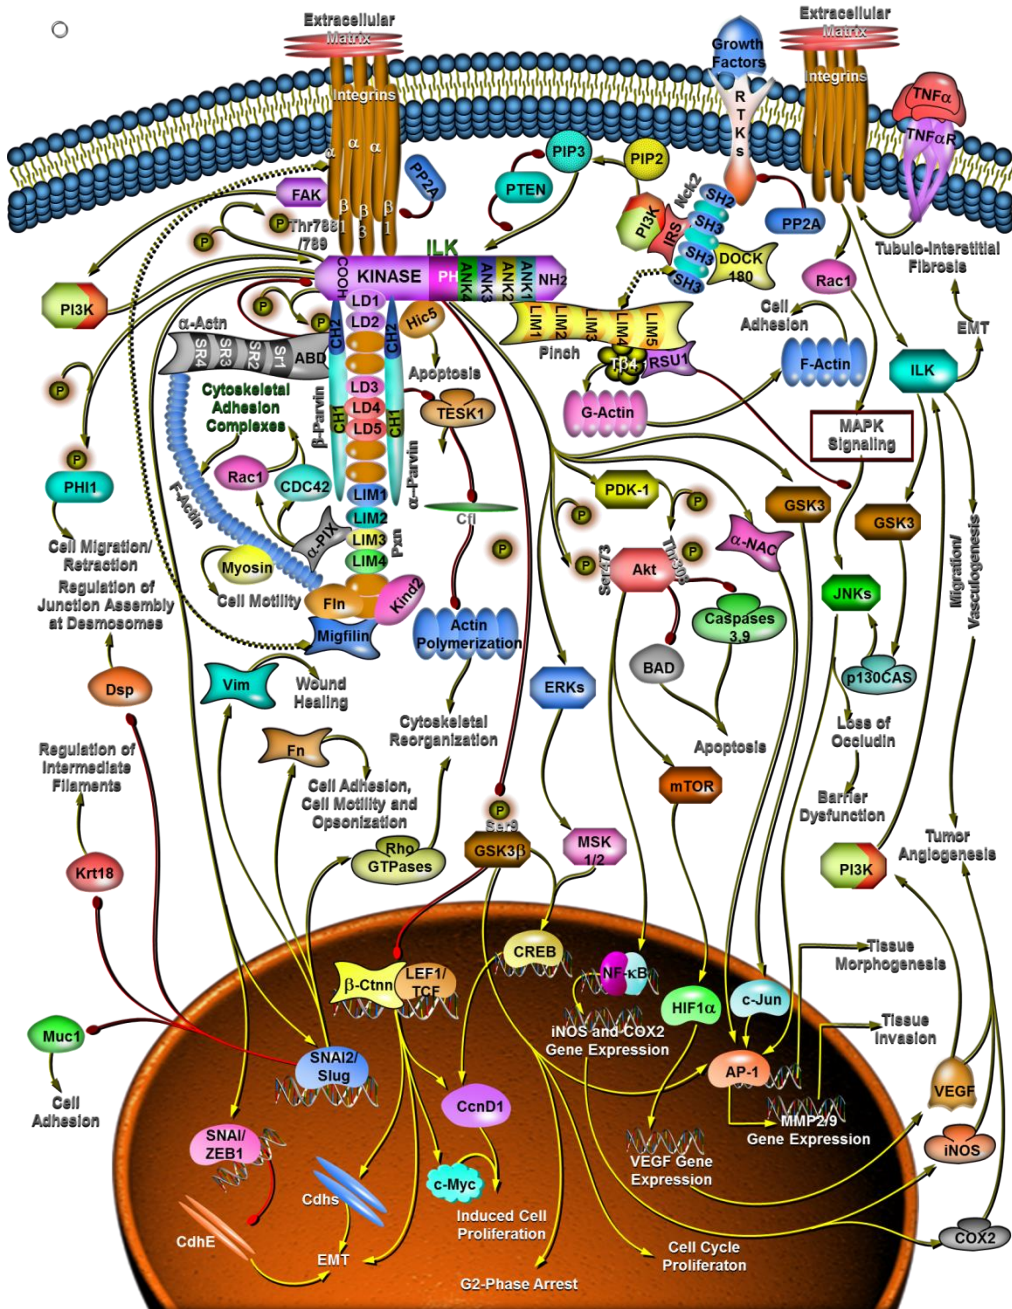 Extracellular
Matrix
Integrins
α
α
α
β
1
β
3
β
1
Growth
Factors
R
T
K
s
Extracellular
Matrix
Integrins
TNFα
TNFαR
FAK
PP2A
P
P
Thr788
/789
PTEN
PIP3
PIP2
PI3K
IRS
Nck2
SH2
SH3
SH3
SH3
DOCK
180
PP2A
Tubulo-Interstitial
Fibrosis
Rac1
PI3K
ILK
COOH
KINASE
PH
ANK4
ANK3
ANK2
ANK1
NH2
LIM1
LIM2
LIM3
LIM4
LIM5
Pinch
Tβ4
RSU1
Cell
Adhesion
F-Actin
G-Actin
EMT
ILK
MAPK
Signaling
α-Actn
SR4
SR3
SR2
Sr1
ABD
P
P
CH2
CH2
LD1
LD2
LD3
LD4
LD5
CH1
CH1
β-Parvin
α-Parvin
Hic5
Apoptosis
TESK1
Cfl
P
Cytoskeletal
Adhesion
Complexes
Rac1
CDC42
α-PIX
F-Actin
LIM1
LIM2
LIM3
LIM4
Pxn
Myosin
Cell Motility
Fln
Kind2
Migfilin
P
P
PHI1
Cell Migration/
Retraction
Regulation of
Junction Assembly
at Desmosomes
Dsp
Vim
Wound
Healing
Fn
Cell Adhesion,
Cell Motility and
Opsonization
Actin
Polymerization
Cytoskeletal
Reorganization
Rho
GTPases
PDK-1
P
P
P
P
Ser473
Thr308
Akt
α-NAC
GSK3
GSK3
Caspases
3,9
BAD
Apoptosis
JNKs
p130CAS
Loss of
Occludin
Barrier
Dysfunction
Migration/
Vasculogenesis
Tumor
Angiogenesis
PI3K
ERKs
mTOR
MSK
1/2
P
Ser9
GSK3β
Regulation of
Intermediate
Filaments
Krt18
Muc1
Cell
Adhesion
β-Ctnn
LEF1/
TCF
CREB
NF-κB
iNOS and COX2
Gene Expression
HIF1α
c-Jun
AP-1
MMP2/9
Gene Expression
Tissue
Morphogenesis
Tissue
Invasion
VEGF
iNOS
COX2
SNAI2/
Slug
SNAI/
ZEB1
CdhE
Cdhs
EMT
CcnD1
c-Myc
Induced Cell
Proliferation
G2-Phase Arrest
VEGF Gene
Expression
Cell Cycle
Proliferaton